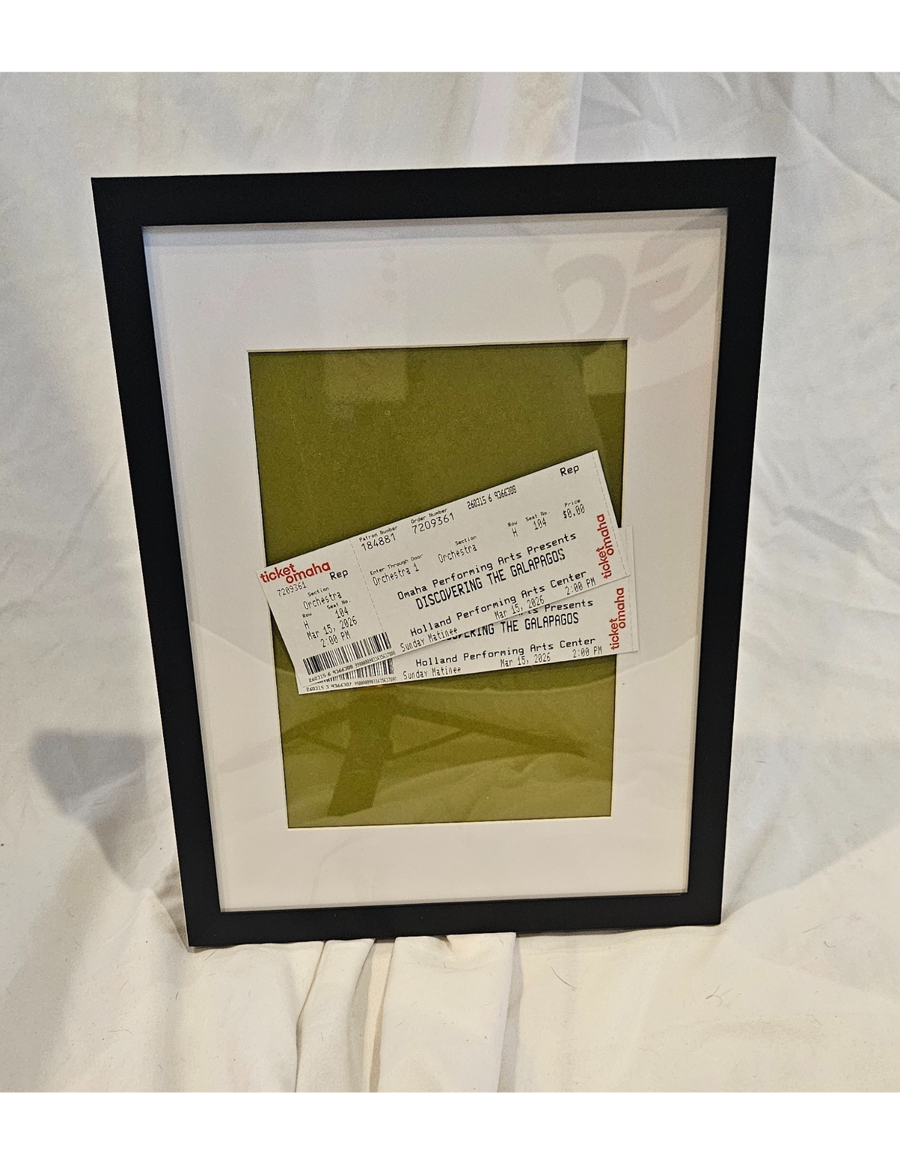 ticket
omaha
7209361
Rep
Section
Orchestra
Row Seat No.
H 104
Mar 15, 2026
2:00 PM
Patron Number Order Number
184881 7209361
260315 6 9366388
Rep
Enter Through Door Section Row Seat No. Price
Orchestra 1 Orchestra H 104 $0.00
Omaha Performing Arts Presents
DISCOVERING THE GALAPAGOS
Holland Performing Arts Center
Sunday Matinee Mar 15, 2026 2:00 PM
ticket
omaha
Presents
THE GALAPAGOS
Holland Performing Arts Center
Sunday Matinee Mar 15, 2026 2:00 PM
ticket
omaha